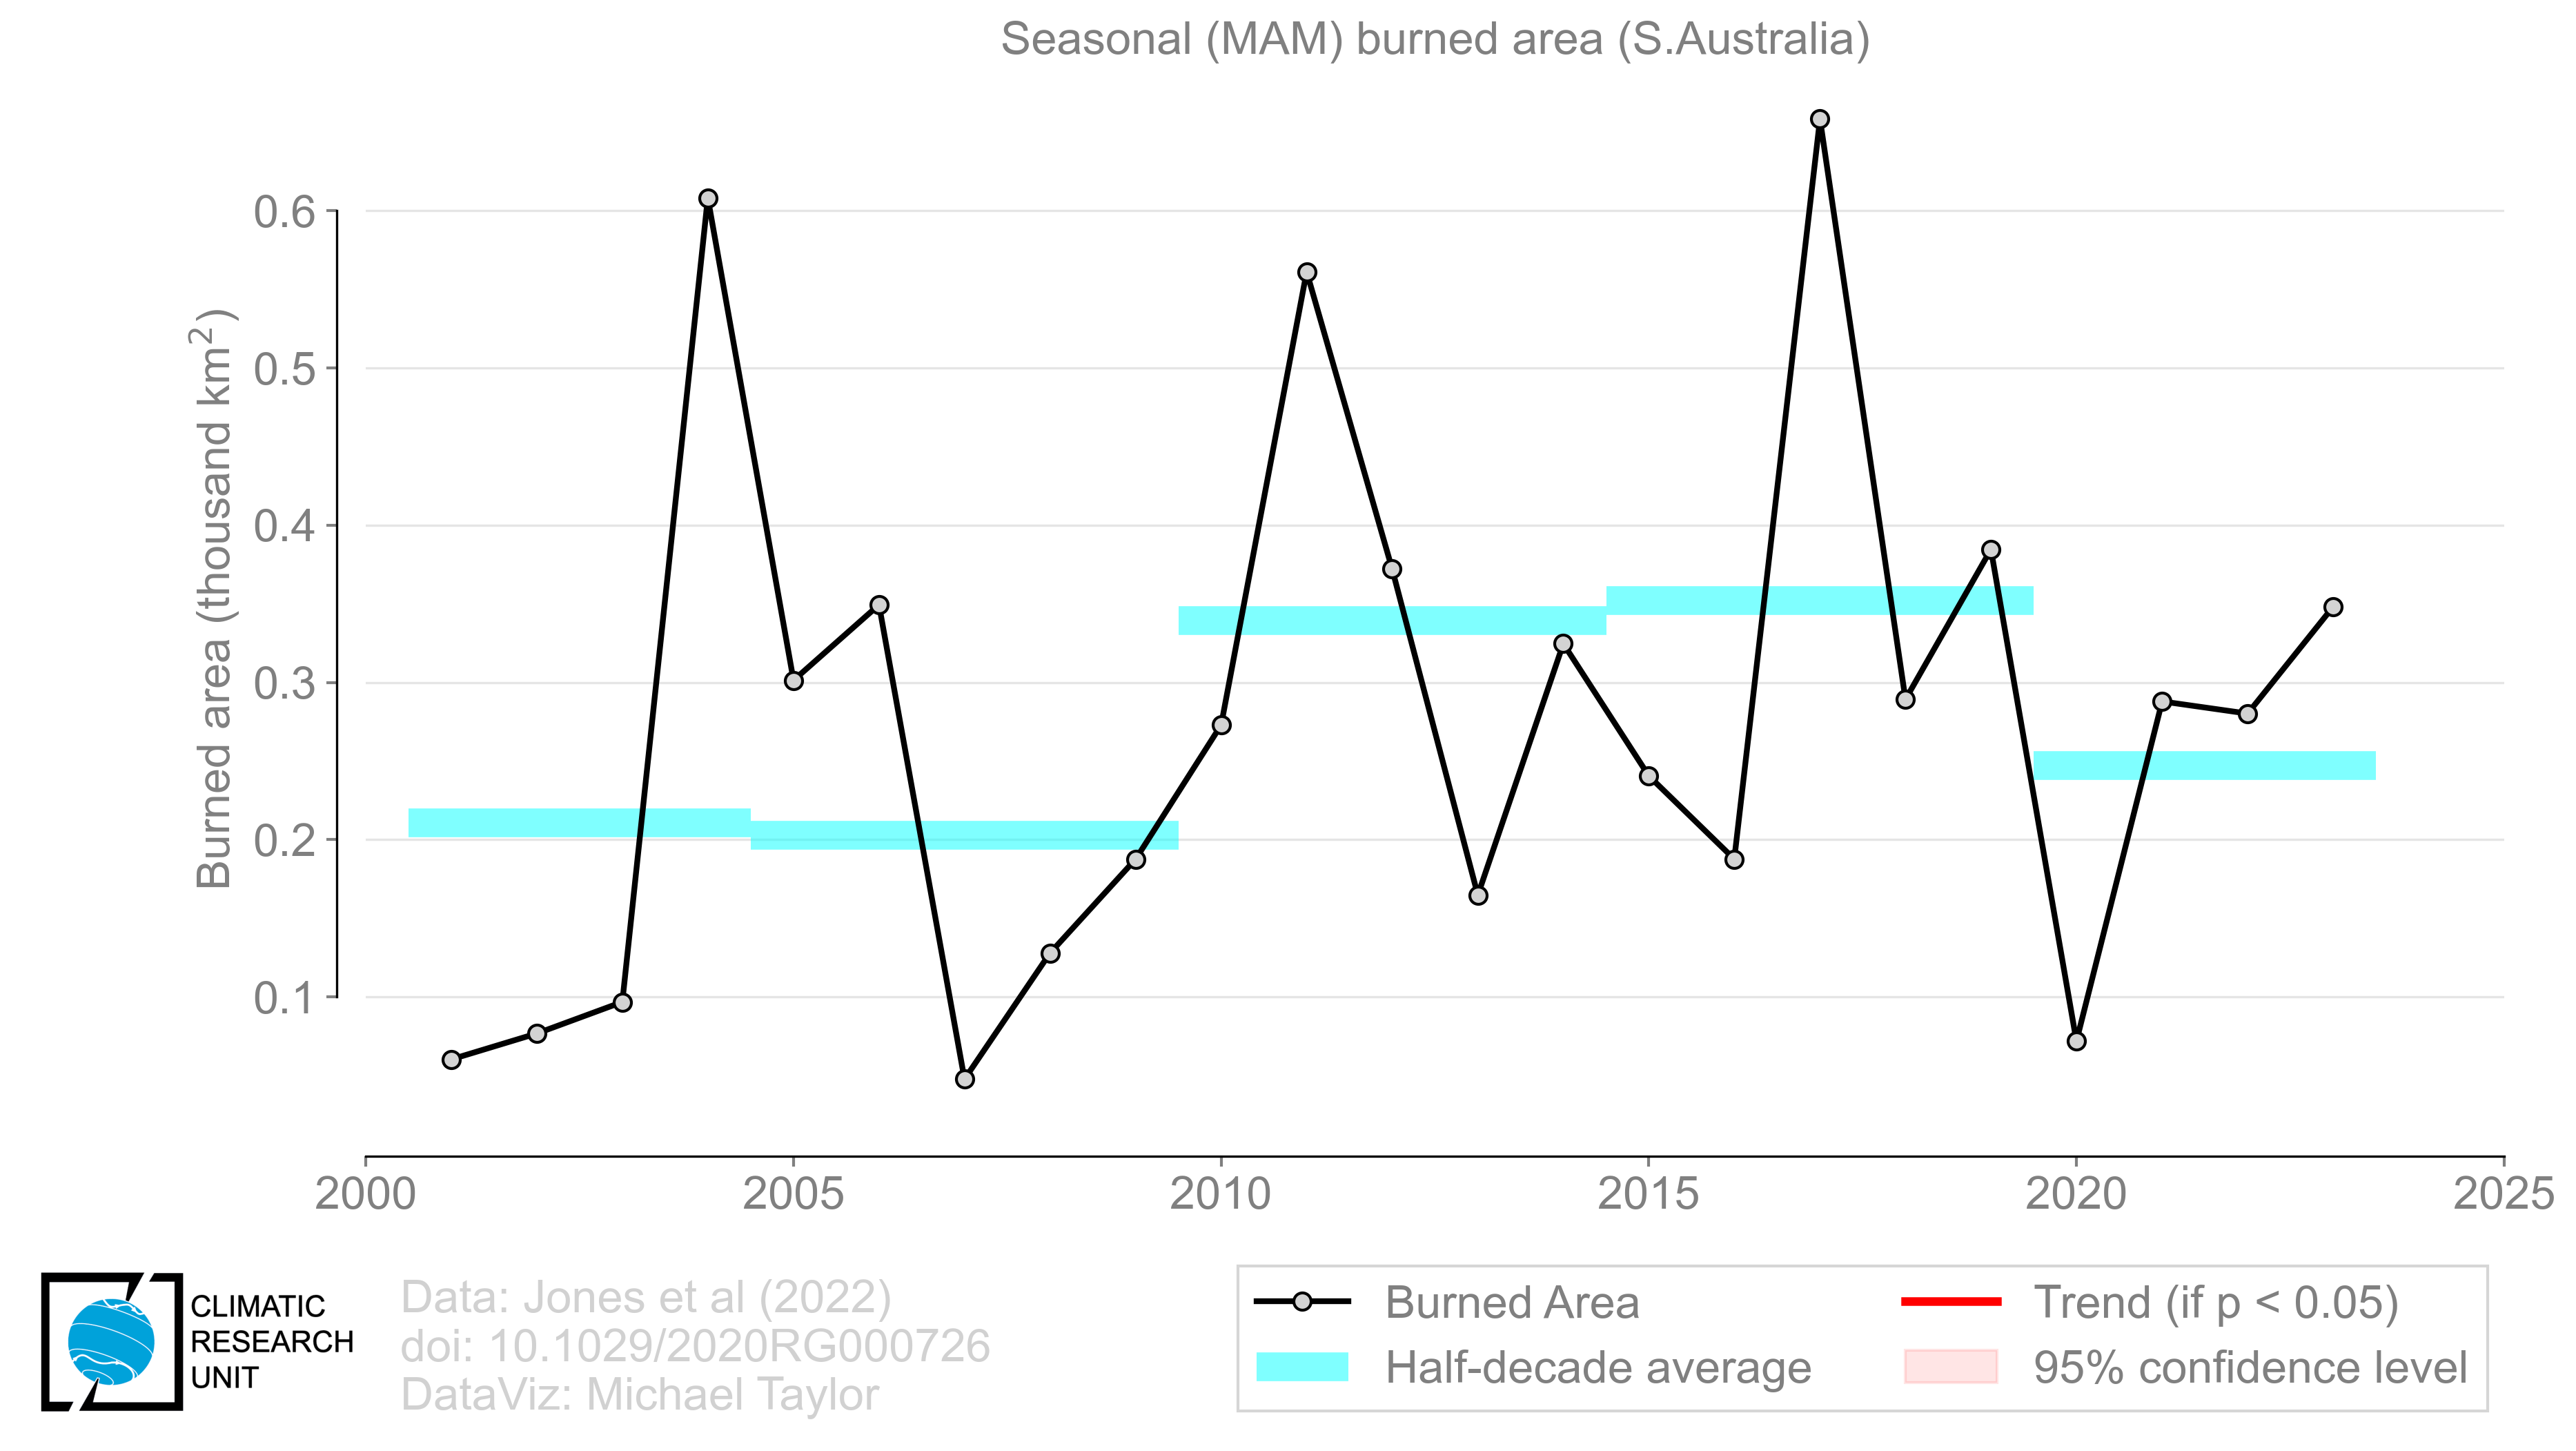 Seasonal (MAM) burned area (S.Australia)
Burned area (thousand km²)
0.6
0.5
0.4
0.3
0.2
0.1
2000 2005 2010 2015 2020 2025
CLIMATIC
RESEARCH
UNIT
Data: Jones et al (2022)
doi: 10.1029/2020RG000726
DataViz: Michael Taylor
Burned Area
Half-decade average
Trend (if p < 0.05)
95% confidence level